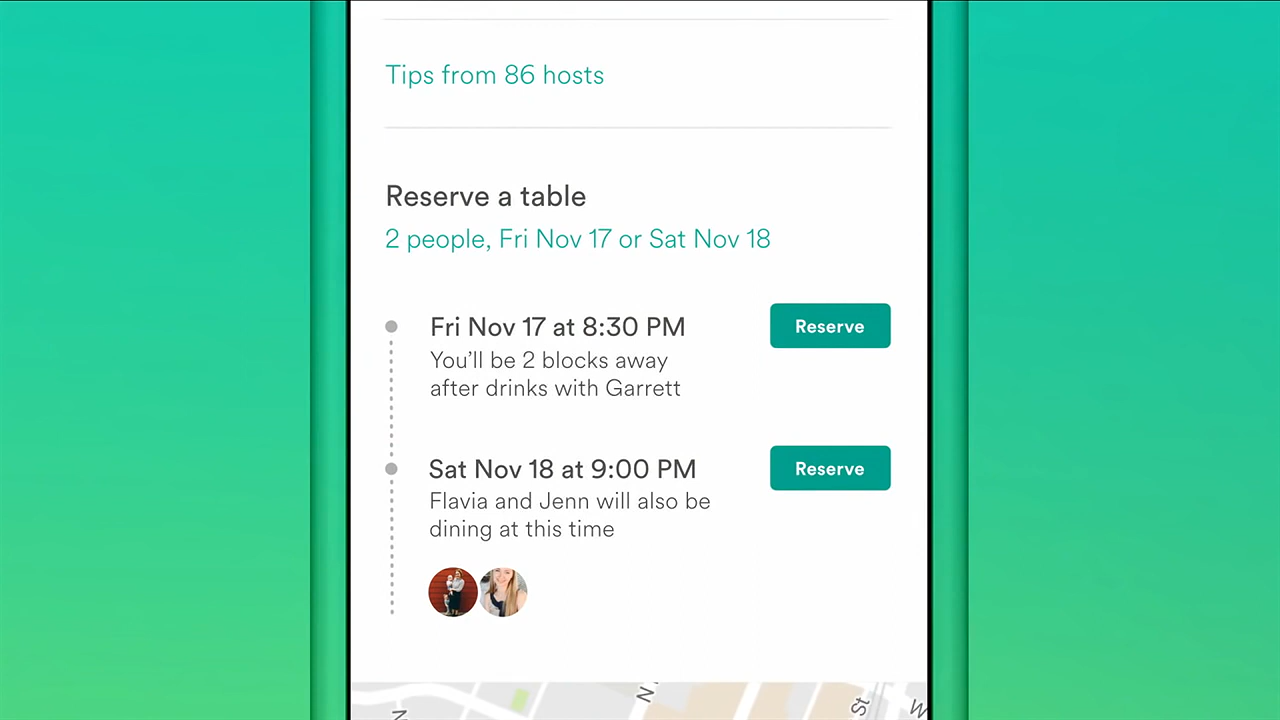 Tips from 86 hosts
Reserve a table
2 people, Fri Nov 17 or Sat Nov 18
Fri Nov 17 at 8:30 PM
Reserve
You’ll be 2 blocks away
after drinks with Garrett
Sat Nov 18 at 9:00 PM
Reserve
Flavia and Jenn will also be
dining at this time
N
N
St
W